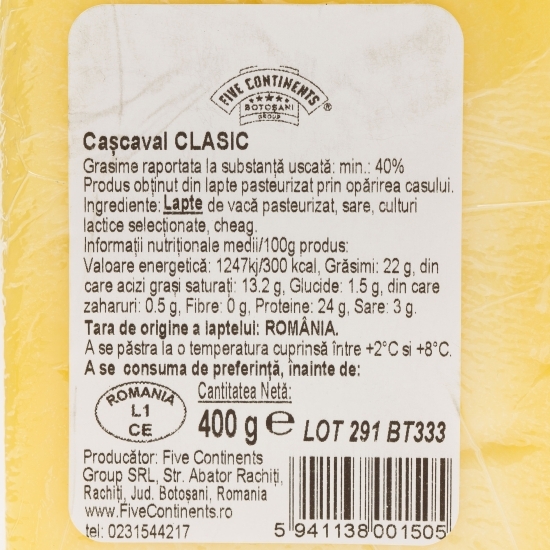 FIVE CONTINENTS
BOTOȘANI
GROUP
®
Cașcaval CLASIC
Grasime raportata la substanță uscată: min.: 40%
Produs obținut din lapte pasteurizat prin opărirea casului.
Ingrediente: Lapte de vacă pasteurizat, sare, culturi
lactice selecționate, cheag.
Informații nutriționale medii/100g produs:
Valoare energetică: 1247kj/300 kcal, Grăsimi: 22 g, din
care acizi grași saturați: 13.2 g, Glucide: 1.5 g, din care
zaharuri: 0.5 g, Fibre: 0 g, Proteine: 24 g, Sare: 3 g.
Tara de origine a laptelui: ROMÂNIA.
A se păstra la o temperatura cuprinsă între +2°C si +8°C.
A se consuma de preferință, înainte de:
ROMANIA
L1
CE
Cantitatea Netă:
400 g e LOT 291 BT333
Producător: Five Continents
Group SRL, Str. Abator Rachiți,
Rachiți, Jud. Botoșani, Romania
www.FiveContinents.ro
tel: 0231544217
5 941138 001505